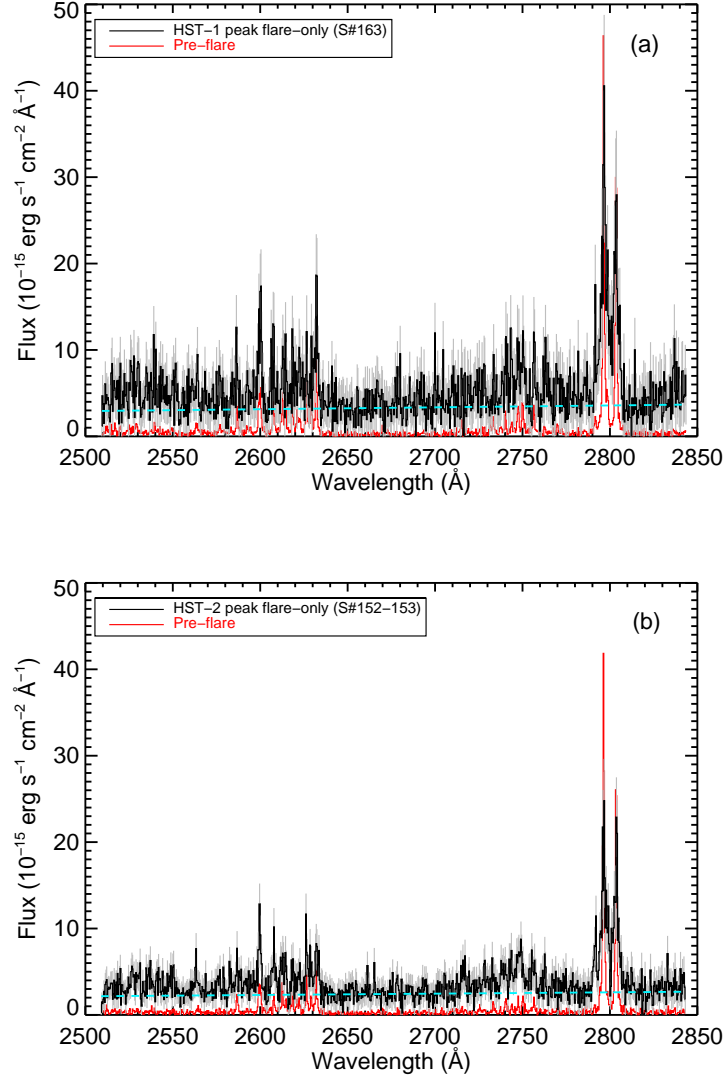 50
40
30
20
10
0
Flux (10⁻¹⁵ erg s⁻¹ cm⁻² Å⁻¹)
HST−1 peak flare−only (S#163)
Pre−flare
(a)
2500 2550 2600 2650 2700 2750 2800 2850
Wavelength (Å)
50
40
30
20
10
0
Flux (10⁻¹⁵ erg s⁻¹ cm⁻² Å⁻¹)
HST−2 peak flare−only (S#152−153)
Pre−flare
(b)
2500 2550 2600 2650 2700 2750 2800 2850
Wavelength (Å)